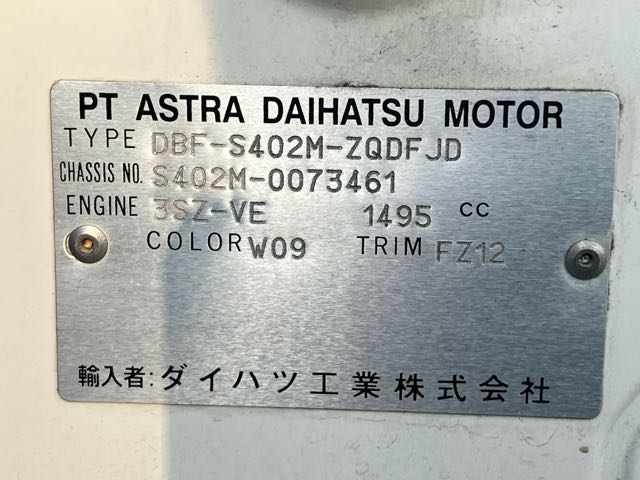 PT ASTRA DAIHATSU MOTOR
TYPE DBF-S402M-ZQDFJD
CHASSIS NO. S402M-0073461
ENGINE 3SZ-VE 1495 CC
COLOR W09 TRIM FZ12
輸入者: ダイハツ工業株式会社